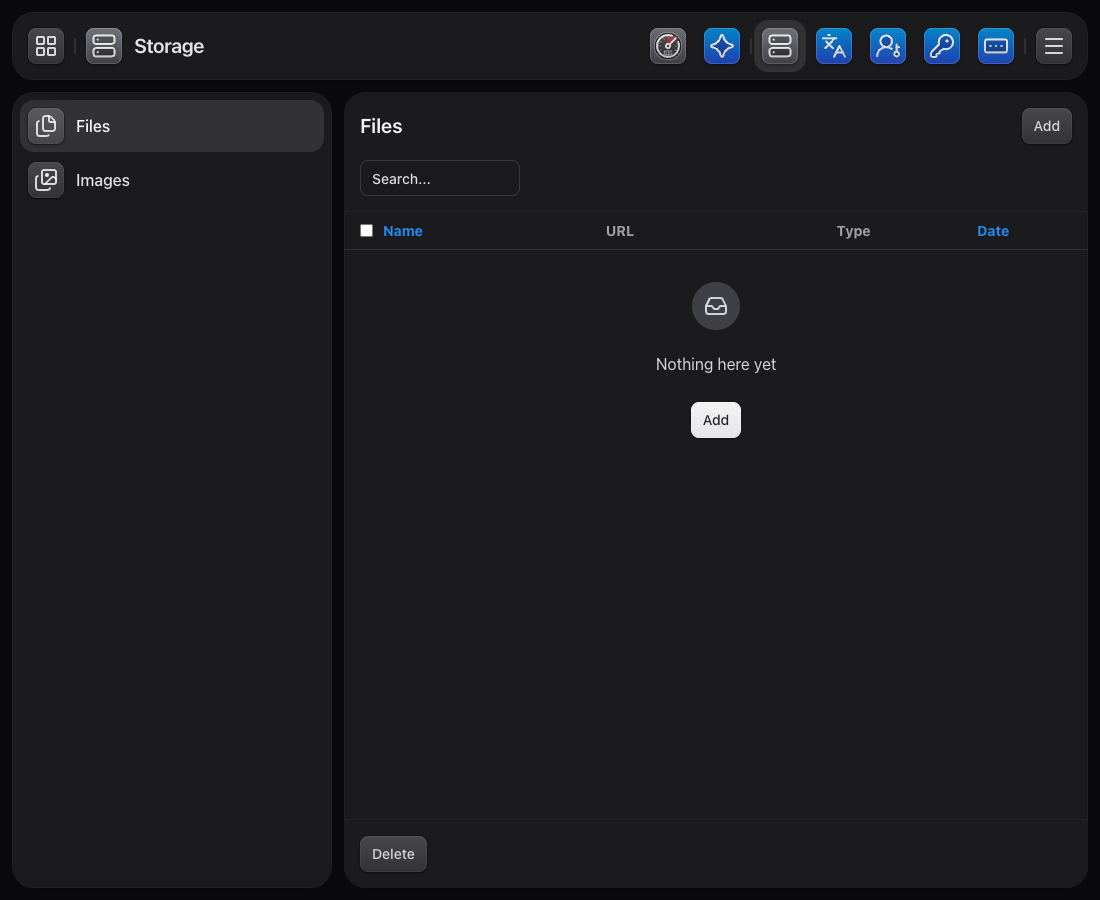 Storage
Files
Images
Files
Add
Search...
Name URL Type Date
Nothing here yet
Add
Delete